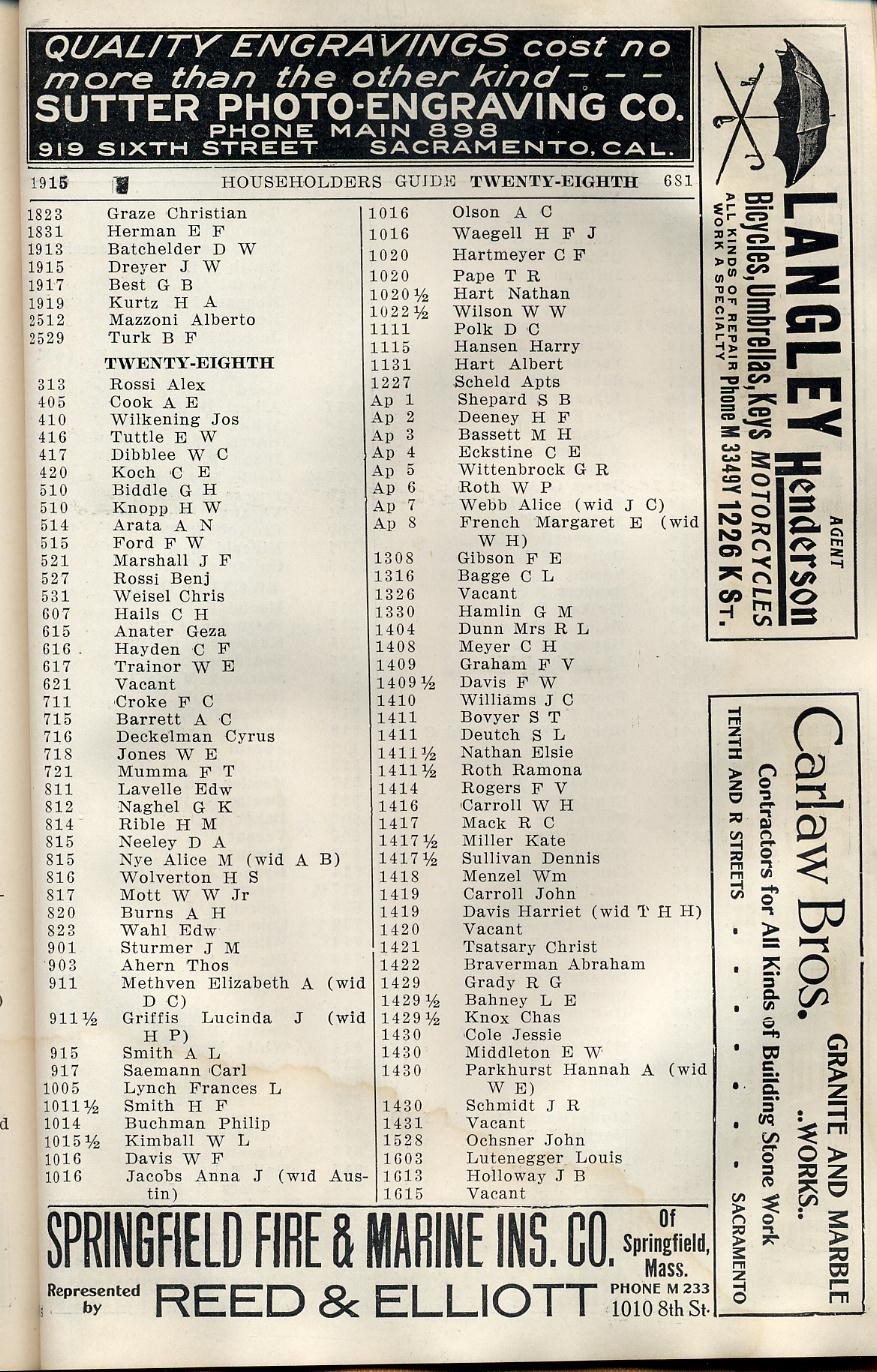 QUALITY ENGRAVINGS cost no
more than the other kind - - -
SUTTER PHOTO-ENGRAVING CO.
PHONE MAIN 898
919 SIXTH STREET SACRAMENTO, CAL.
1915 HOUSEHOLDERS GUIDE TWENTY-EIGHTH 681
1823 Graze Christian
1831 Herman E F
1913 Batchelder D W
1915 Dreyer J W
1917 Best G B
1919 Kurtz H A
2512 Mazzoni Alberto
2529 Turk B F
TWENTY-EIGHTH
313 Rossi Alex
405 Cook A E
410 Wilkening Jos
416 Tuttle E W
417 Dibblee W C
420 Koch C E
510 Biddle G H
510 Knopp H W
514 Arata A N
515 Ford F W
521 Marshall J F
527 Rossi Benj
531 Weisel Chris
607 Hails C H
615 Anater Geza
616 Hayden C F
617 Trainor W E
621 Vacant
711 Croke F C
715 Barrett A C
716 Deckelman Cyrus
718 Jones W E
721 Mumma F T
811 Lavelle Edw
812 Naghel G K
814 Rible H M
815 Neeley D A
815 Nye Alice M (wid A B)
816 Wolverton H S
817 Mott W W Jr
820 Burns A H
823 Wahl Edw
901 Sturmer J M
903 Ahern Thos
911 Methven Elizabeth A (wid
D C)
911½ Griffis Lucinda J (wid
H P)
915 Smith A L
917 Saemann Carl
1005 Lynch Frances L
1011½ Smith H F
1014 Buchman Philip
1015½ Kimball W L
1016 Davis W F
1016 Jacobs Anna J (wid Aus-
tin)
1016 Olson A C
1016 Waegell H F J
1020 Hartmeyer C F
1020 Pape T R
1020½ Hart Nathan
1022½ Wilson W W
1111 Polk D C
1115 Hansen Harry
1131 Hart Albert
1227 Scheld Apts
Ap 1 Shepard S B
Ap 2 Deeney H F
Ap 3 Bassett M H
Ap 4 Eckstine C E
Ap 5 Wittenbrock G R
Ap 6 Roth W P
Ap 7 Webb Alice (wid J C)
Ap 8 French Margaret E (wid
W H)
1308 Gibson F E
1316 Bagge C L
1326 Vacant
1330 Hamlin G M
1404 Dunn Mrs R L
1408 Meyer C H
1409 Graham F V
1409½ Davis F W
1410 Williams J C
1411 Bovyer S T
1411 Deutch S L
1411½ Nathan Elsie
1411½ Roth Ramona
1414 Rogers F V
1416 Carroll W H
1417 Mack R C
1417½ Miller Kate
1417½ Sullivan Dennis
1418 Menzel Wm
1419 Carroll John
1419 Davis Harriet (wid T H H)
1420 Vacant
1421 Tsatsary Christ
1422 Braverman Abraham
1429 Grady R G
1429½ Bahney L E
1429½ Knox Chas
1430 Cole Jessie
1430 Middleton E W
1430 Parkhurst Hannah A (wid
W E)
1430 Schmidt J R
1431 Vacant
1528 Ochsner John
1603 Lutenegger Louis
1613 Holloway J B
1615 Vacant
LANGLEY AGENT Henderson
Bicycles, Umbrellas, Keys MOTORCYCLES
ALL KINDS OF REPAIR
WORK A SPECIALTY
Phone M 3349Y 1226 K ST.
Carlaw Bros. GRANITE AND MARBLE
..WORKS..
Contractors for All Kinds of Building Stone Work
TENTH AND R STREETS . . . . . . . SACRAMENTO
SPRINGFIELD FIRE & MARINE INS. CO. Of
Springfield,
Mass.
Represented
by
REED & ELLIOTT
PHONE M 233
1010 8th St.